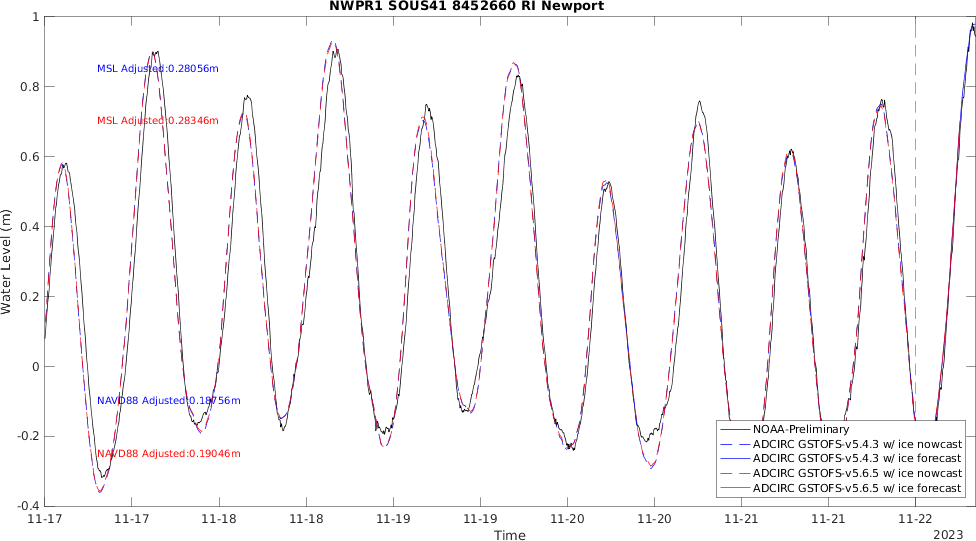 NWPR1 SOUS41 8452660 RI Newport
1
0.8
0.6
0.4
0.2
0
-0.2
-0.4
Water Level (m)
MSL Adjusted:0.28056m
MSL Adjusted:0.28346m
NAVD88 Adjusted:0.18756m
NAVD88 Adjusted:0.19046m
NOAA-Preliminary
ADCIRC GSTOFS-v5.4.3 w/ ice nowcast
ADCIRC GSTOFS-v5.4.3 w/ ice forecast
ADCIRC GSTOFS-v5.6.5 w/ ice nowcast
ADCIRC GSTOFS-v5.6.5 w/ ice forecast
11-17 11-17 11-18 11-18 11-19 11-19 11-20 11-20 11-21 11-21 11-22
Time
2023